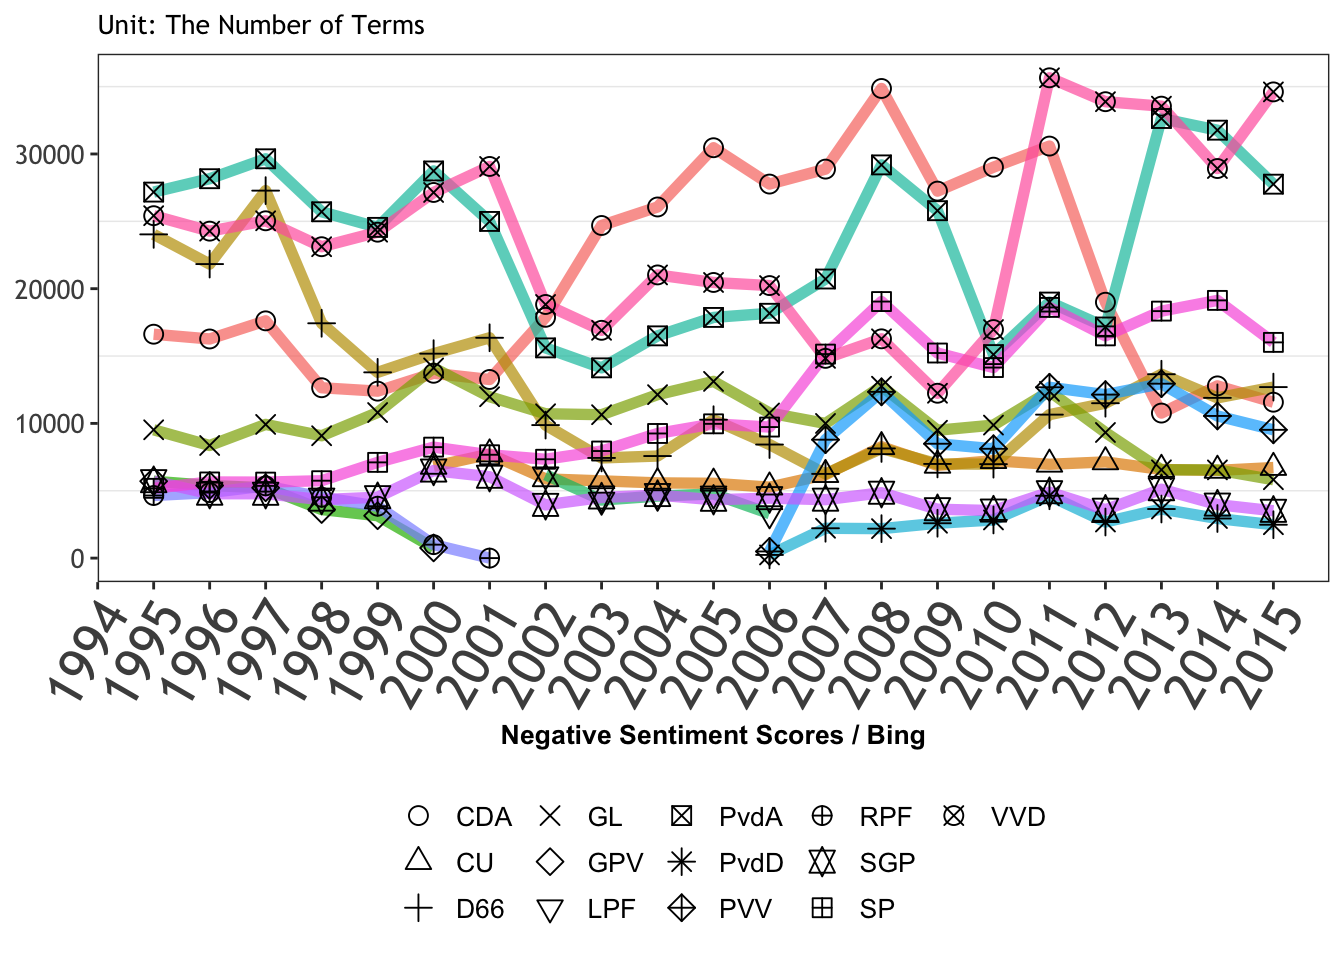 Unit: The Number of Terms
30000
20000
10000
0
1994 1995 1996 1997 1998 1999 2000 2001 2002 2003 2004 2005 2006 2007 2008 2009 2010 2011 2012 2013 2014 2015
Negative Sentiment Scores / Bing
CDA GL PvdA RPF VVD
CU GPV PvdD SGP
D66 LPF PVV SP